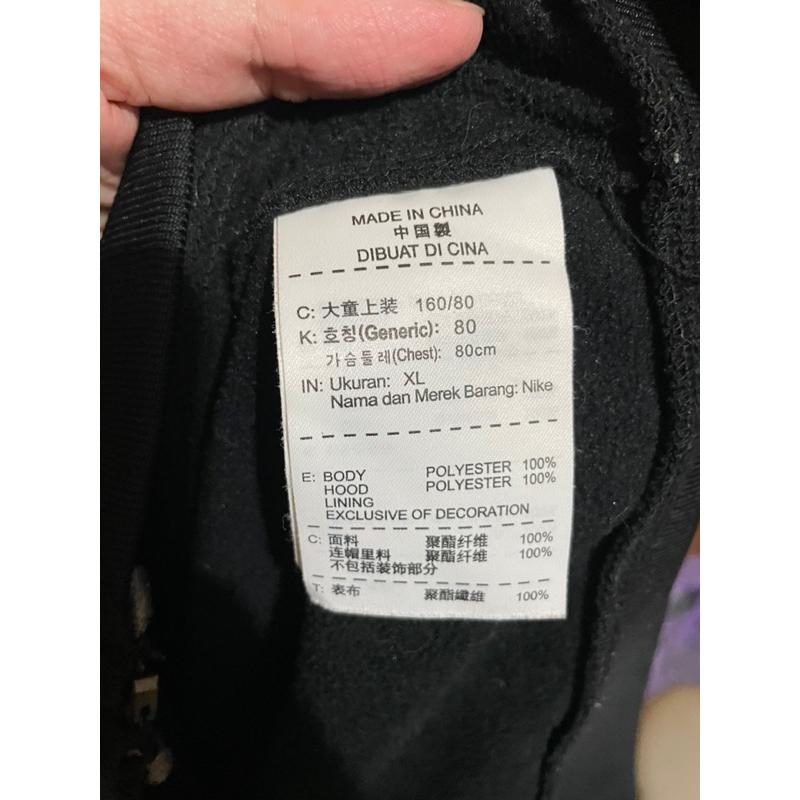 MADE IN CHINA
中国製
DIBUAT DI CINA
C: 大童上装 160/80
K: 호칭(Generic): 80
가슴둘레(Chest): 80cm
IN: Ukuran: XL
Nama dan Merek Barang: Nike
E: BODY POLYESTER 100%
HOOD POLYESTER 100%
LINING
EXCLUSIVE OF DECORATION
C: 面料 聚酯纤维 100%
连帽里料 聚酯纤维 100%
不包括装饰部分
T: 表布 聚酯纖維 100%